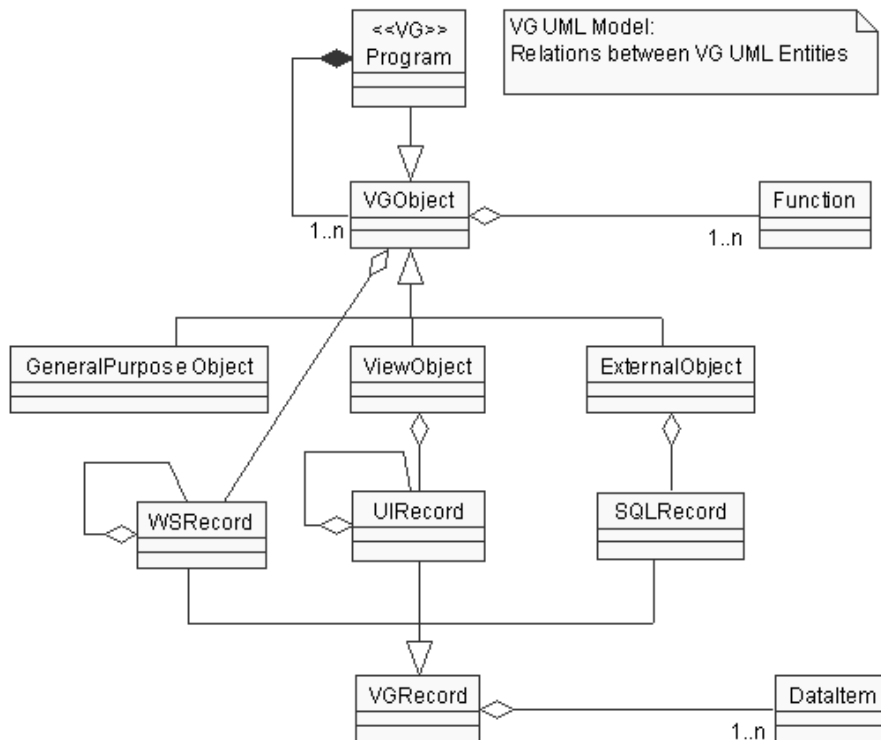 <<VG>>
Program
VG UML Model:
Relations between VG UML Entities
VGObject
Function
1..n
1..n
GeneralPurpose Object
ViewObject
ExternalObject
WSRecord
UIRecord
SQLRecord
VGRecord
DataItem
1..n